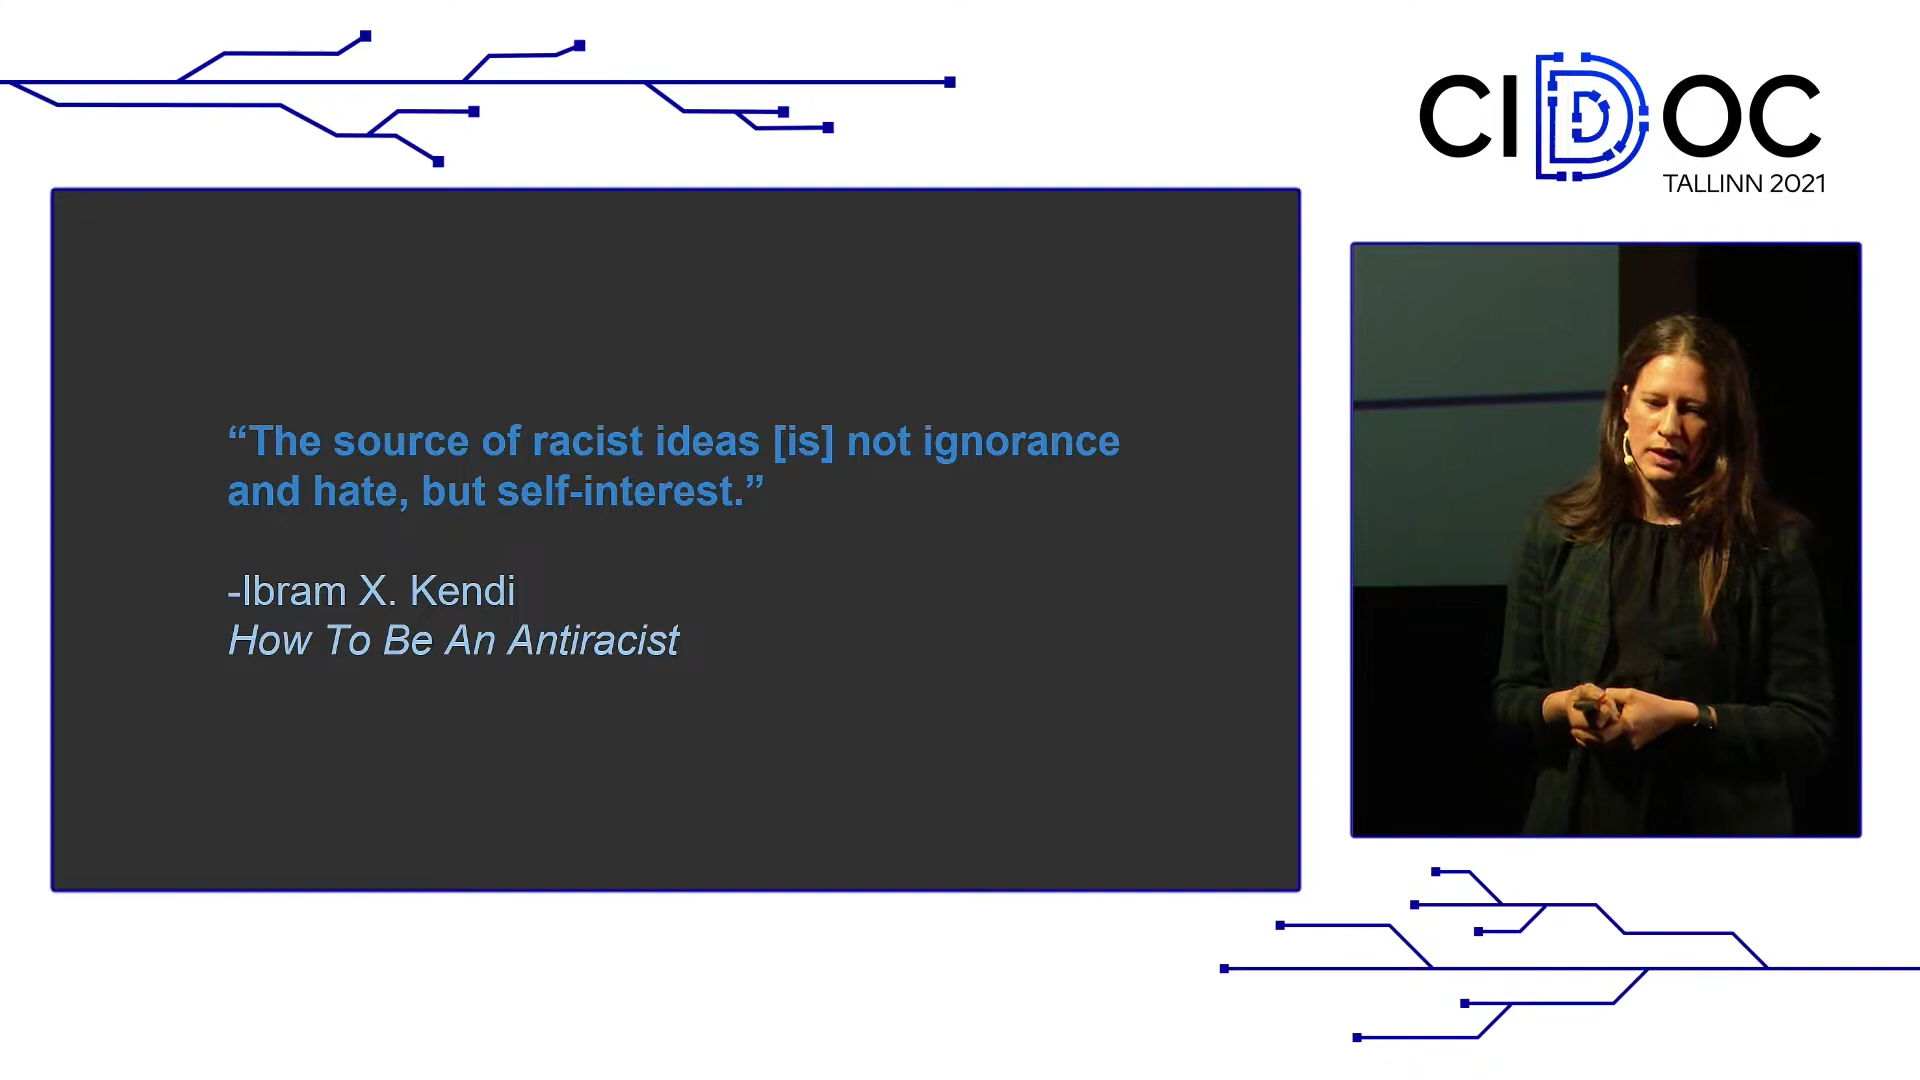 CIDOC
TALLINN 2021
“The source of racist ideas [is] not ignorance
and hate, but self-interest.”
-Ibram X. Kendi
How To Be An Antiracist